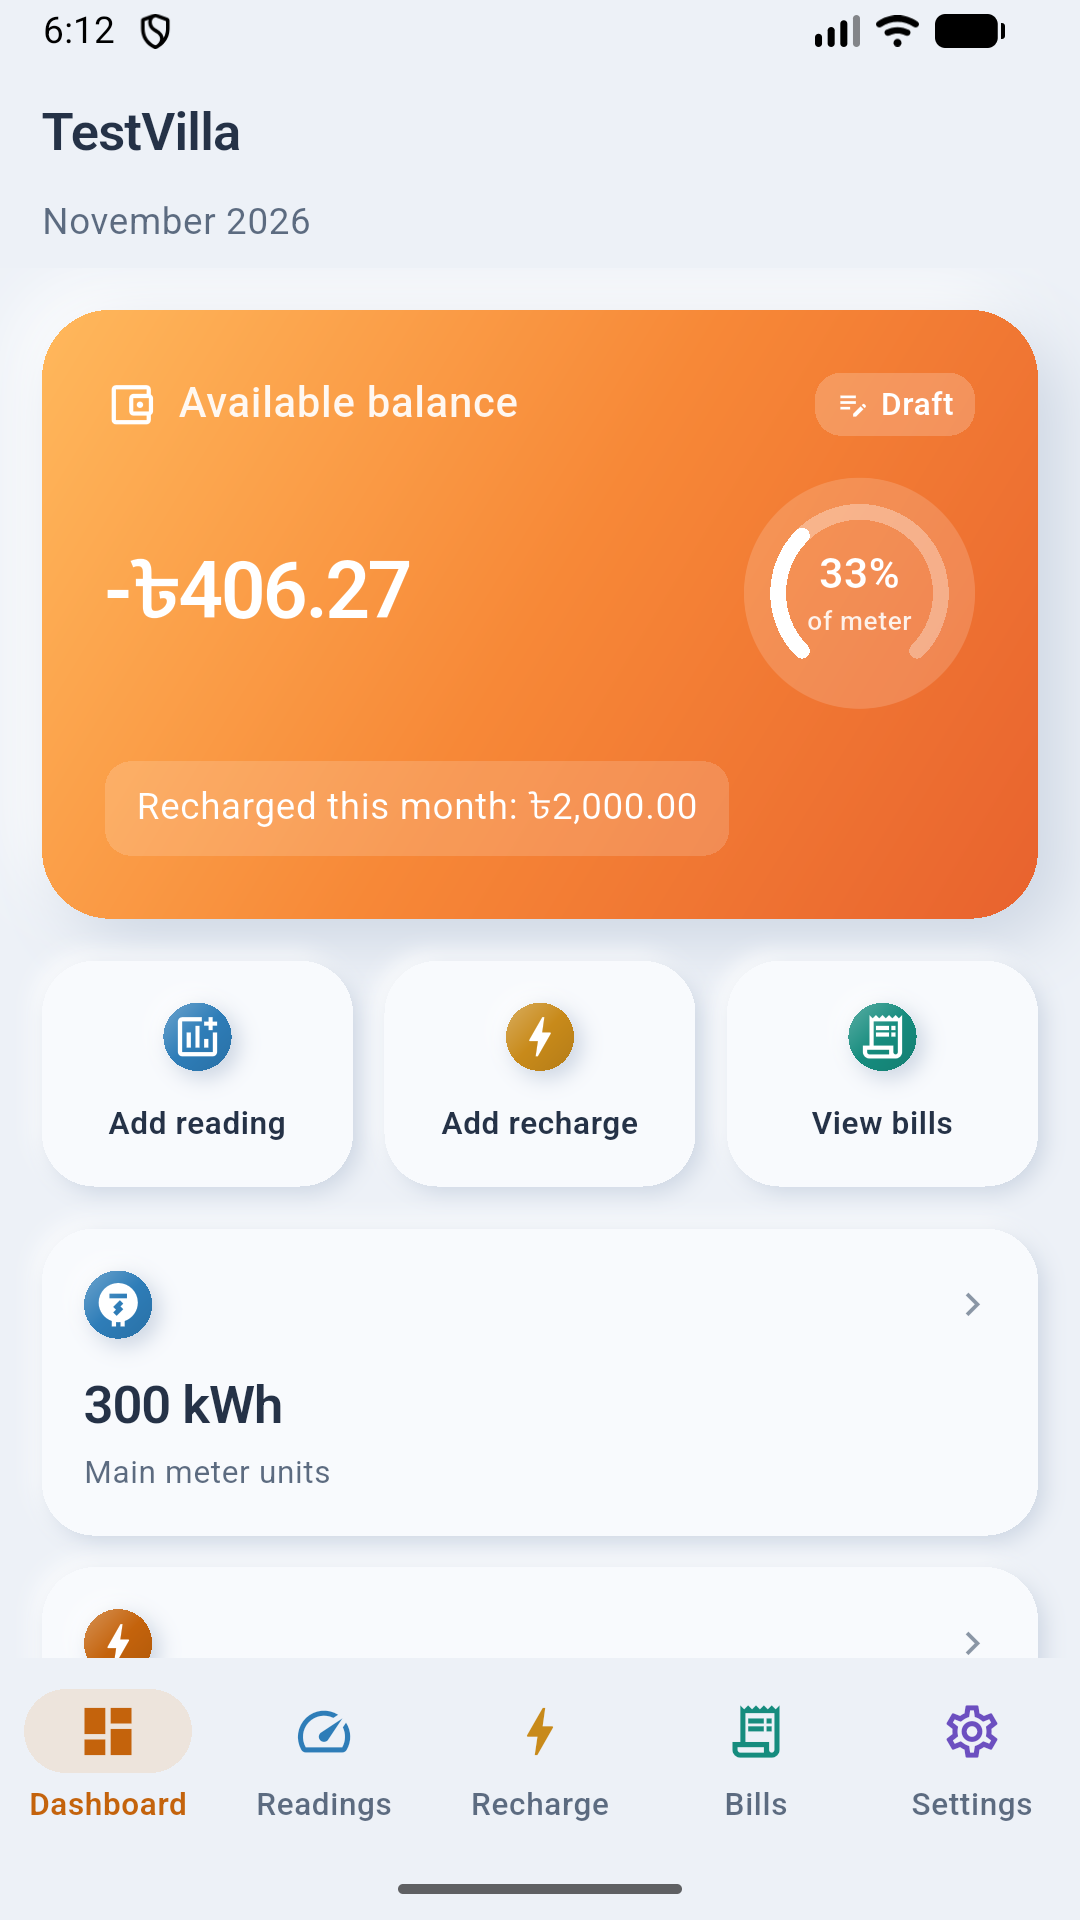 6:12
TestVilla
November 2026
Available balance
Draft
-৳406.27
33%
of meter
Recharged this month: ৳2,000.00
Add reading
Add recharge
View bills
300 kWh
Main meter units
Dashboard
Readings
Recharge
Bills
Settings